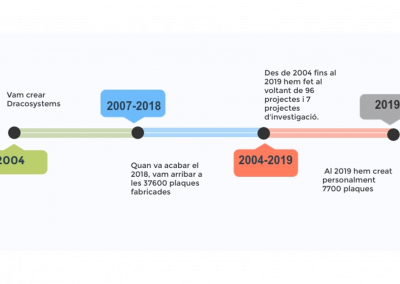 Vam crear
Dracosystems
2004
2007-2018
Quan va acabar el
2018, vam arribar a
les 37600 plaques
fabricades
Des de 2004 fins al
2019 hem fet al
voltant de 96
projectes i 7
projectes
d'investigació.
2004-2019
2019
Al 2019 hem creat
personalment
7700 plaques